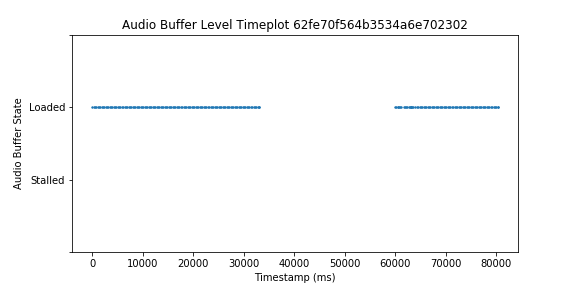 Audio Buffer Level Timeplot 62fe70f564b3534a6e702302
Audio Buffer State
Loaded
Stalled
0 10000 20000 30000 40000 50000 60000 70000 80000
Timestamp (ms)